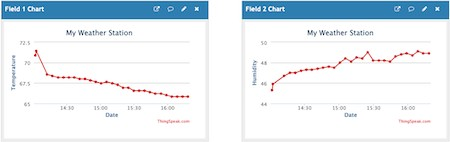 Field 1 Chart
My Weather Station
72.5
70
67.5
65
Temperature
14:30
15:00
15:30
16:00
Date
ThingSpeak.com
Field 2 Chart
My Weather Station
50
48
46
44
Humidity
14:30
15:00
15:30
16:00
Date
ThingSpeak.com